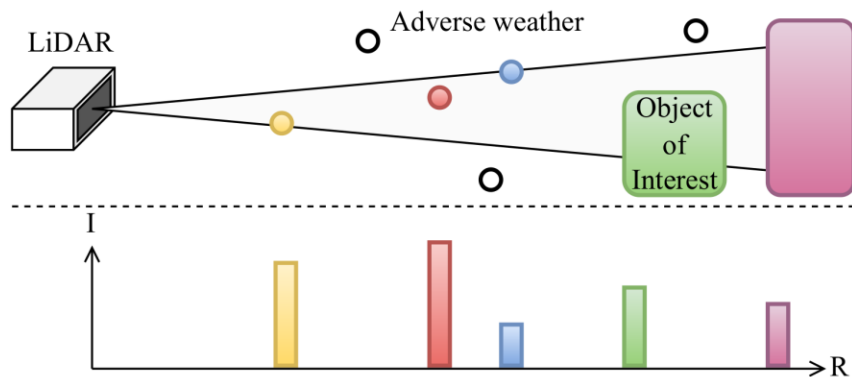 Adverse weather
LiDAR
Object
of
Interest
I
R